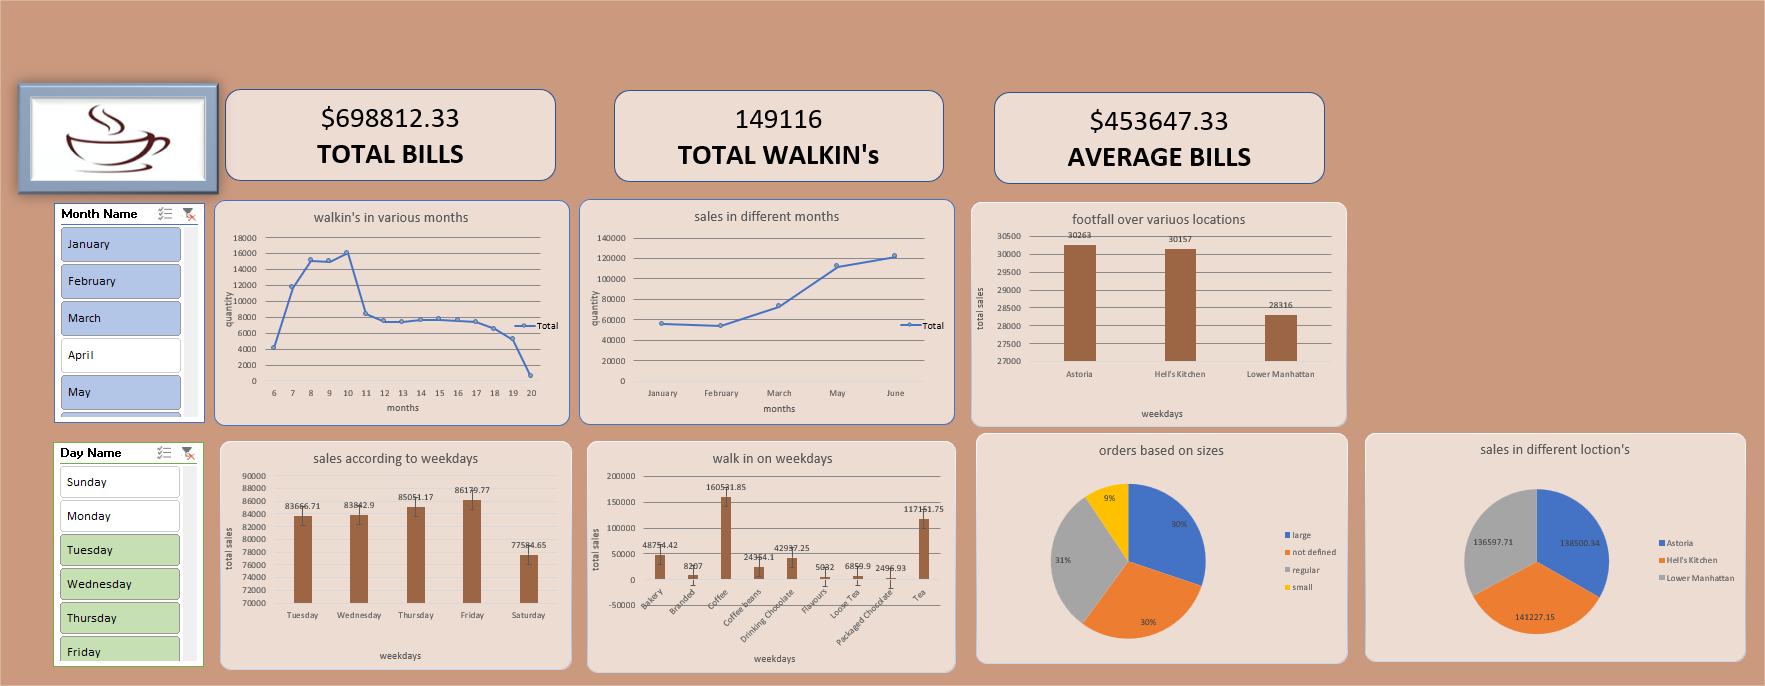 $698812.33
TOTAL BILLS
149116
TOTAL WALKIN's
$453647.33
AVERAGE BILLS
Month Name
January
February
March
April
May
walkin's in various months
18000
16000
14000
12000
10000
8000
6000
4000
2000
0
quantity
6 7 8 9 10 11 12 13 14 15 16 17 18 19 20
months
Total
sales in different months
140000
120000
100000
80000
60000
40000
20000
0
quantity
January February March May June
months
Total
footfall over variuos locations
30500
30000
29500
29000
28500
28000
27500
27000
total sales
30263
30157
28316
Astoria Hell's Kitchen Lower Manhattan
weekdays
Day Name
Sunday
Monday
Tuesday
Wednesday
Thursday
Friday
sales according to weekdays
90000
88000
86000
84000
82000
80000
78000
76000
74000
72000
70000
total sales
83666.71
83842.9
85051.17
86179.77
77584.65
Tuesday Wednesday Thursday Friday Saturday
weekdays
walk in on weekdays
200000
150000
100000
50000
0
-50000
total sales
48754.42
8207
24354.1
42937.25
5032
6859.9
2496.93
Bakery
Branded
Coffee
Coffee beans
Drinking Chocolate
Flavours
Loose Tea
Packaged Chocolate
Tea
weekdays
orders based on sizes
9%
30%
31%
30%
large
not defined
regular
small
sales in different loction's
136597.71
138500.34
141227.15
Astoria
Hell's Kitchen
Lower Manhattan